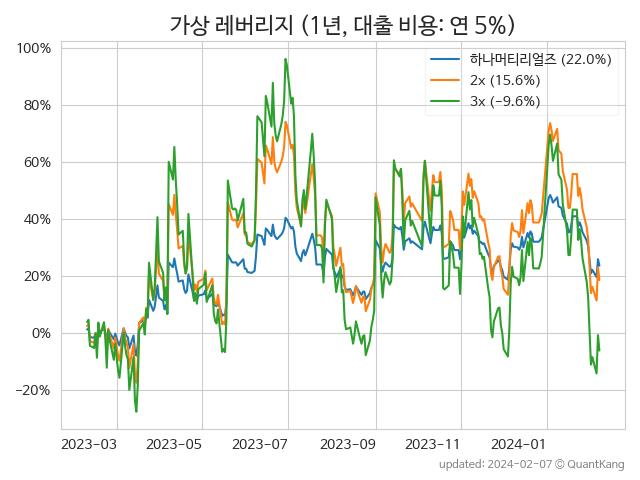 가상 레버리지 (1년, 대출 비용: 연 5%)
100%
80%
60%
40%
20%
0%
−20%
하나머티리얼즈 (22.0%)
2x (15.6%)
3x (−9.6%)
2023-03
2023-05
2023-07
2023-09
2023-11
2024-01
updated: 2024-02-07 © QuantKang